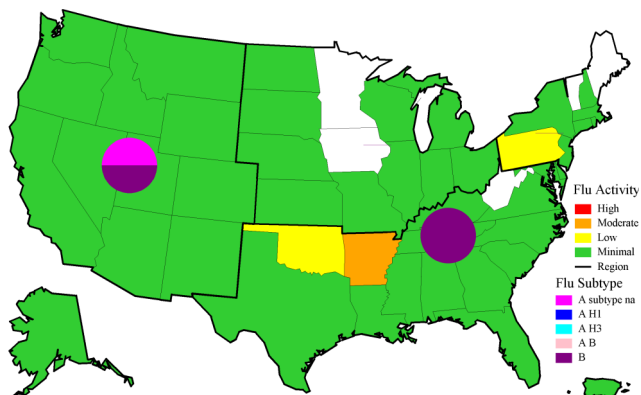 Flu Activity
High
Moderate
Low
Minimal
Region
Flu Subtype
A subtype na
A H1
A H3
A B
B